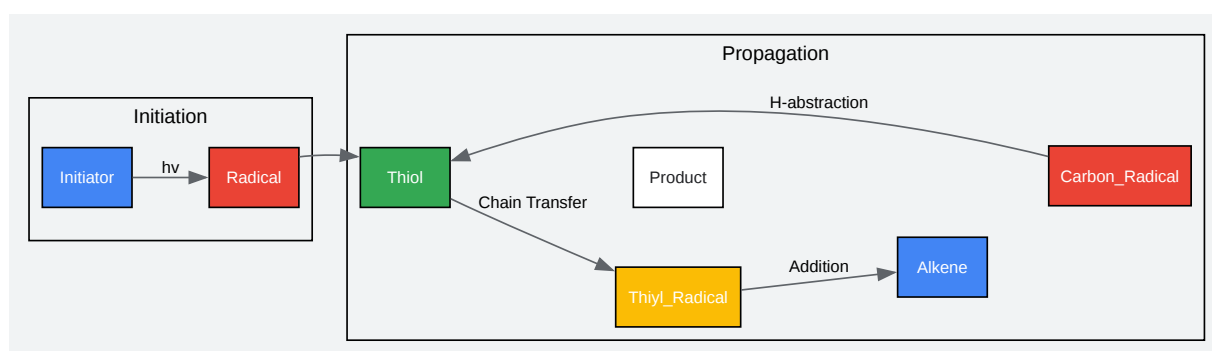 Propagation
Initiation
H-abstraction
Initiator
hv
Radical
Thiol
Product
Carbon_Radical
Chain Transfer
Addition
Alkene
Thiyl_Radical